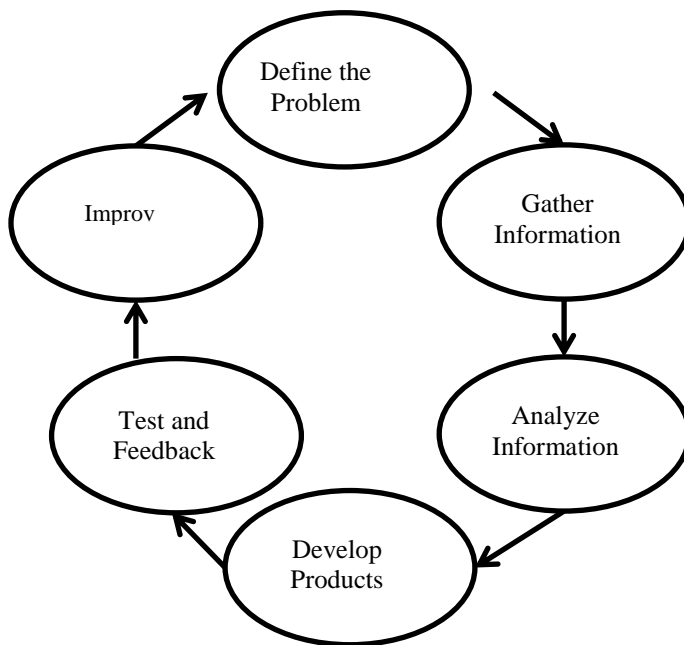 Define the
Problem
Gather
Information
Analyze
Information
Develop
Products
Test and
Feedback
Improv